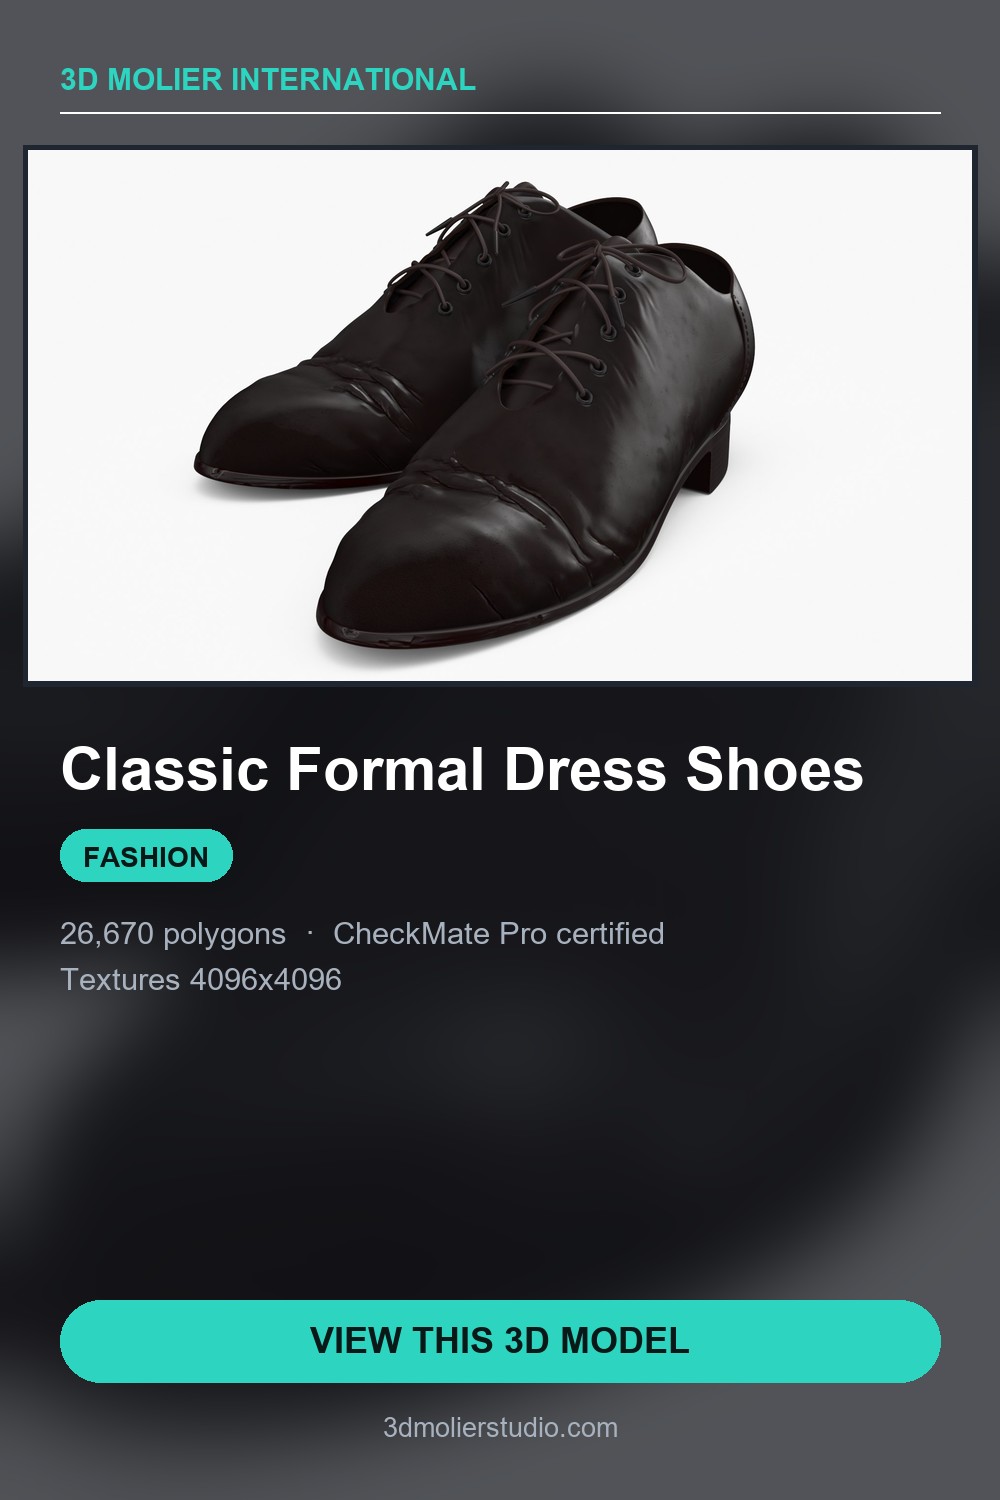 3D MOLIER INTERNATIONAL
Classic Formal Dress Shoes
FASHION
26,670 polygons · CheckMate Pro certified
Textures 4096x4096
VIEW THIS 3D MODEL
3dmolierstudio.com